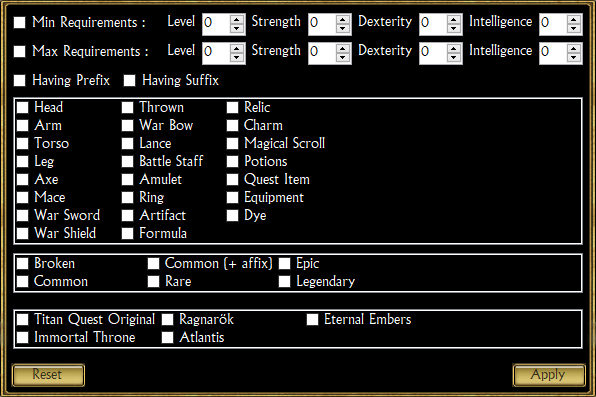 Min Requirements : Level 0 Strength 0 Dexterity 0 Intelligence 0
Max Requirements : Level 0 Strength 0 Dexterity 0 Intelligence 0
Having Prefix Having Suffix
Head Thrown Relic
Arm War Bow Charm
Torso Lance Magical Scroll
Leg Battle Staff Potions
Axe Amulet Quest Item
Mace Ring Equipment
War Sword Artifact Dye
War Shield Formula
Broken Common (+ affix) Epic
Common Rare Legendary
Titan Quest Original Ragnarök Eternal Embers
Immortal Throne Atlantis
Reset Apply